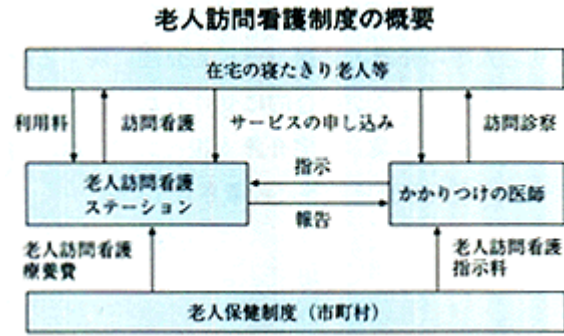 老人訪問看護制度の概要
在宅の寝たきり老人等
利用料
訪問看護
サービスの申し込み
訪問診察
老人訪問看護
ステーション
指示
報告
かかりつけの医師
老人訪問看護
療養費
老人訪問看護
指示料
老人保健制度（市町村）